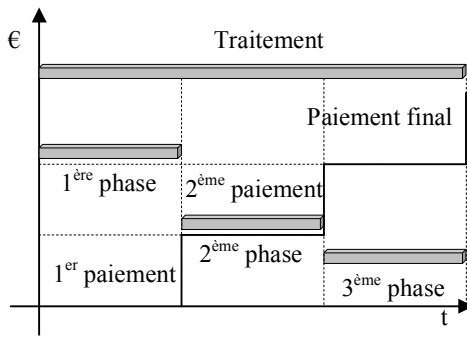 €
Traitement
Paiement final
1ère phase
2ème paiement
1er paiement
2ème phase
3ème phase
t